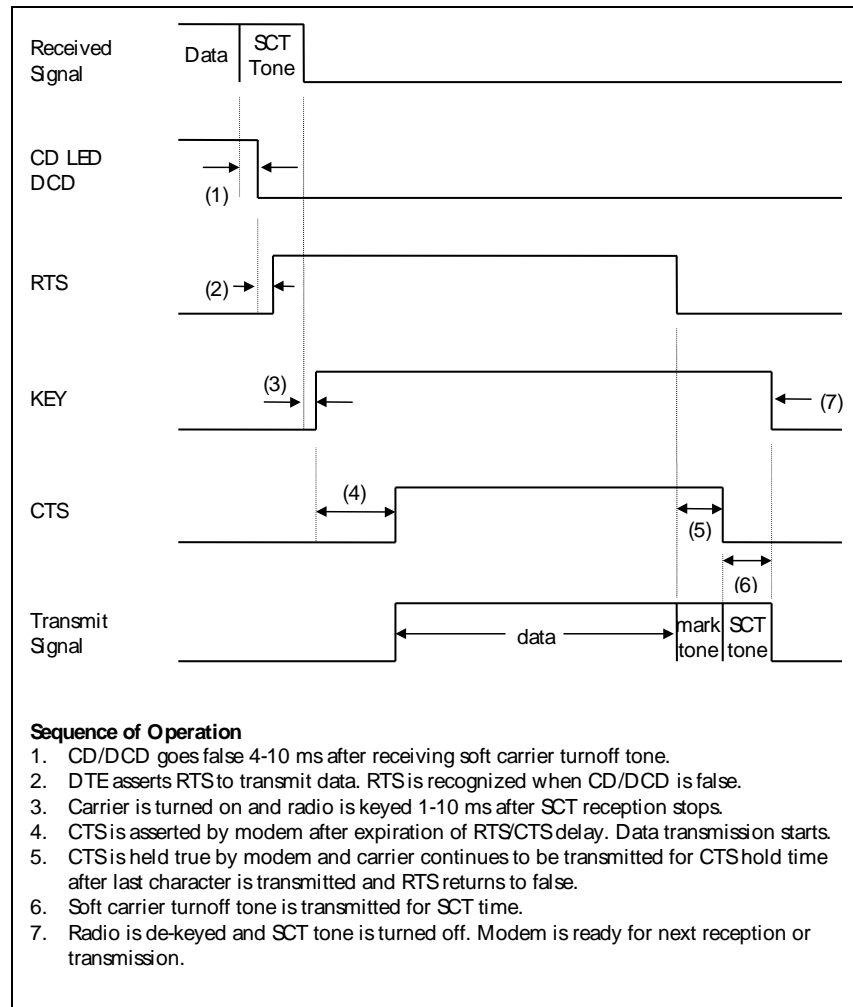 Received
Signal
Data
SCT
Tone
CD LED
DCD
(1)
RTS
(2)
KEY
(3)
(7)
CTS
(4)
(5)
(6)
Transmit
Signal
data
mark
tone
SCT
tone
Sequence of Operation
1. CD/DCD goes false 4-10 ms after receiving soft carrier turnoff tone.
2. DTE asserts RTS to transmit data. RTS is recognized when CD/DCD is false.
3. Carrier is turned on and radio is keyed 1-10 ms after SCT reception stops.
4. CTS is asserted by modem after expiration of RTS/CTS delay. Data transmission starts.
5. CTS is held true by modem and carrier continues to be transmitted for CTS hold time
after last character is transmitted and RTS returns to false.
6. Soft carrier turnoff tone is transmitted for SCT time.
7. Radio is de-keyed and SCT tone is turned off. Modem is ready for next reception or
transmission.